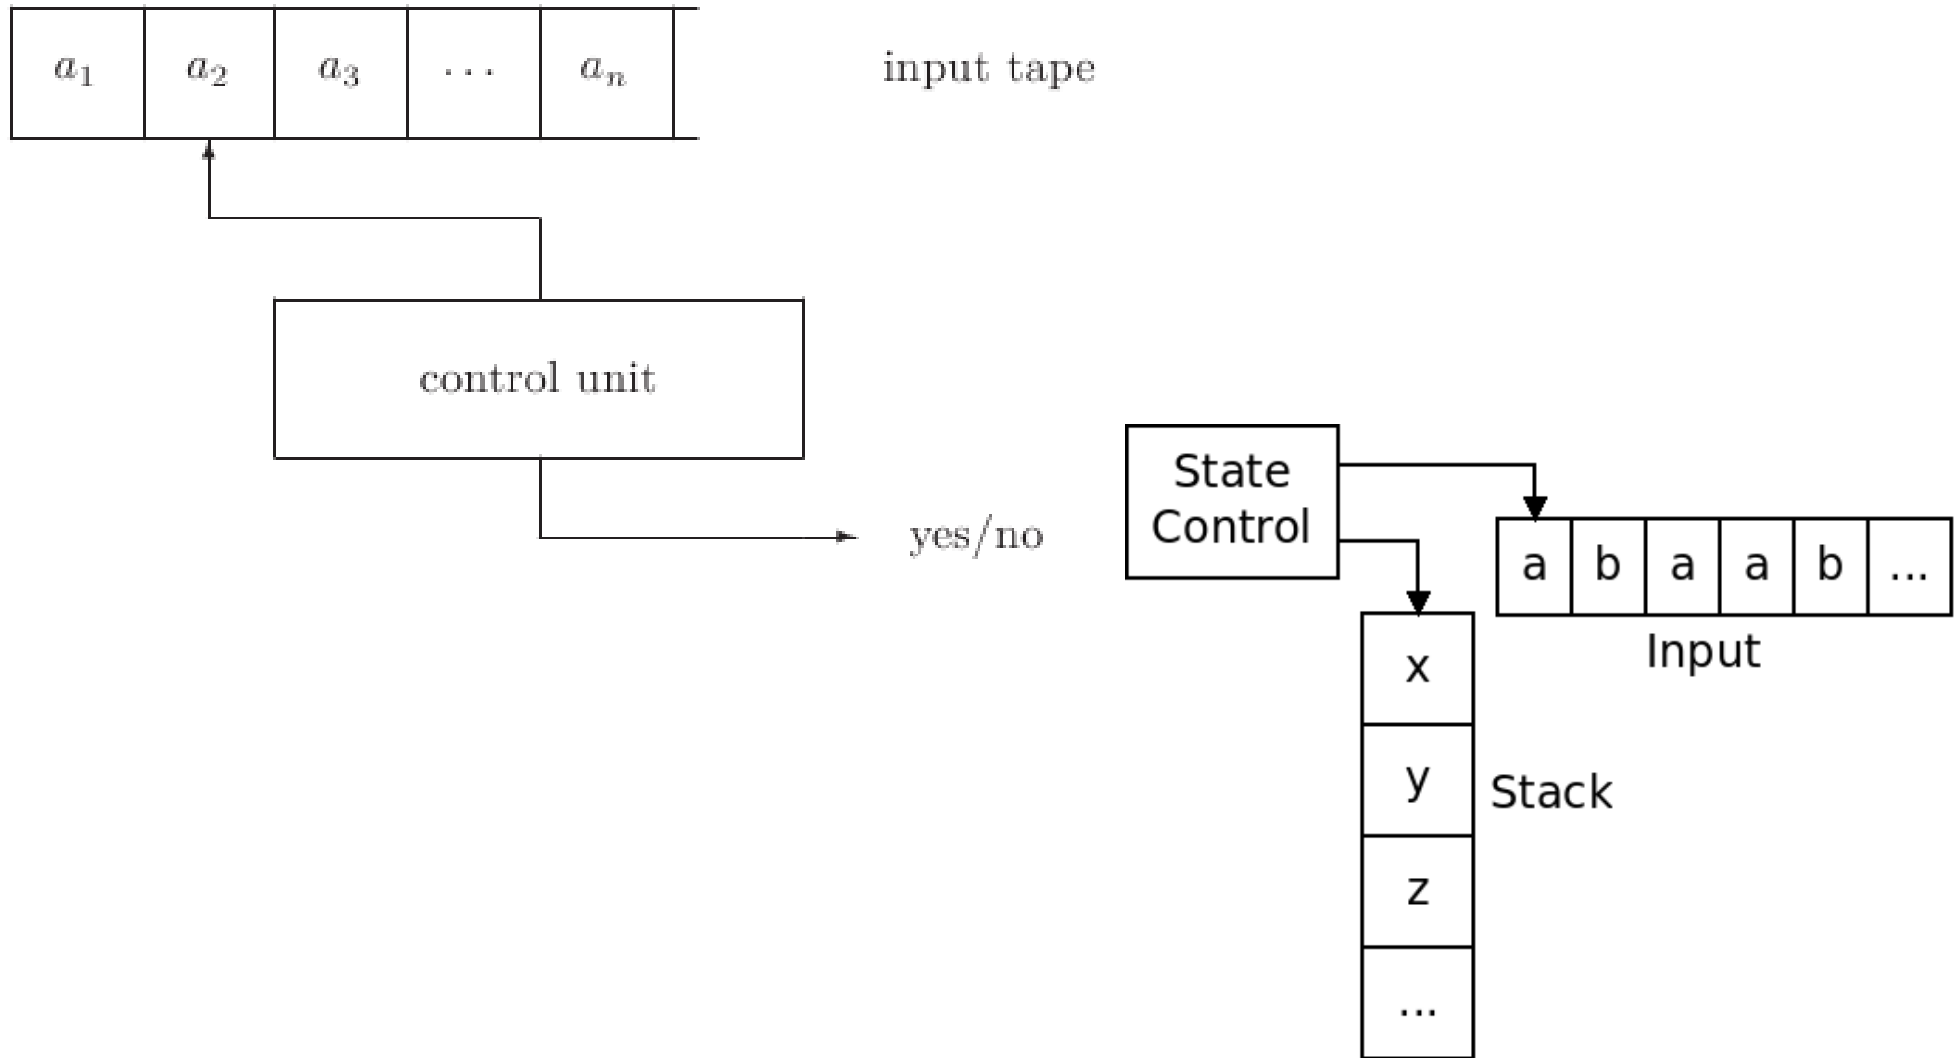 a₁ a₂ a₃ ... aₙ input tape
control unit
yes/no
State
Control
a b a a b ...
Input
x
y
Stack
z
...